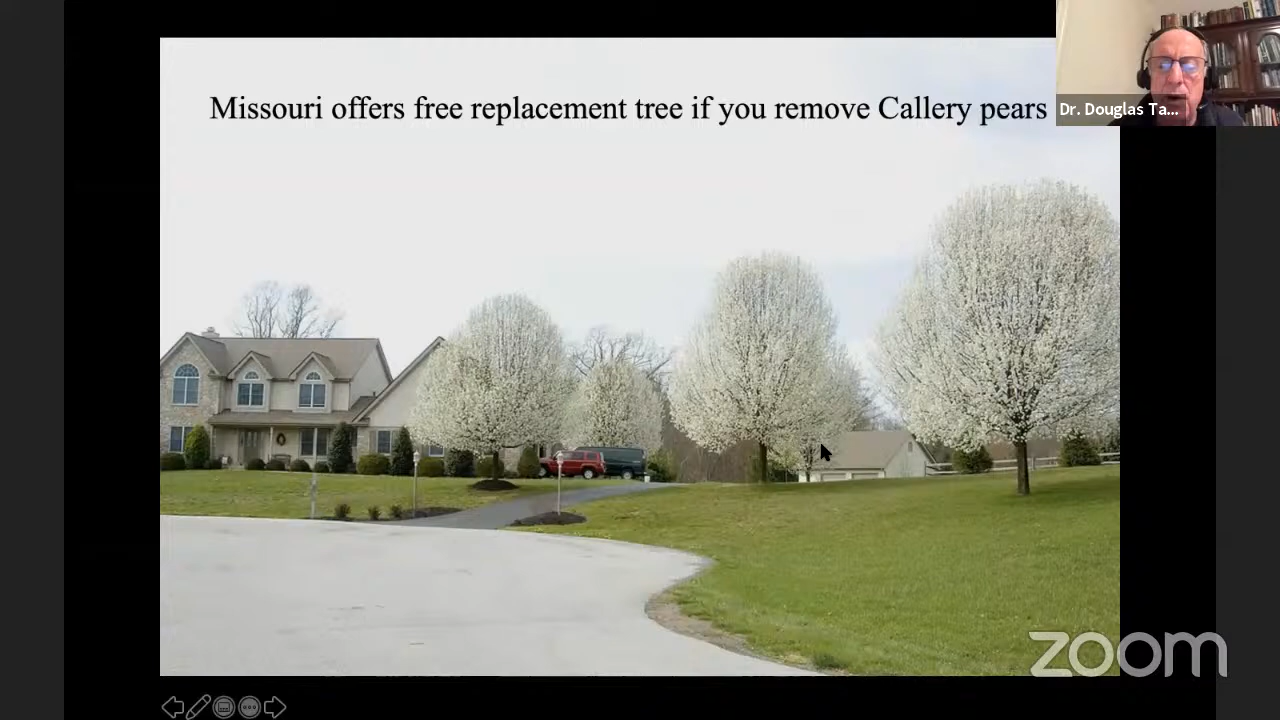 Missouri offers free replacement tree if you remove Callery pears
Dr. Douglas Ta...
zoom